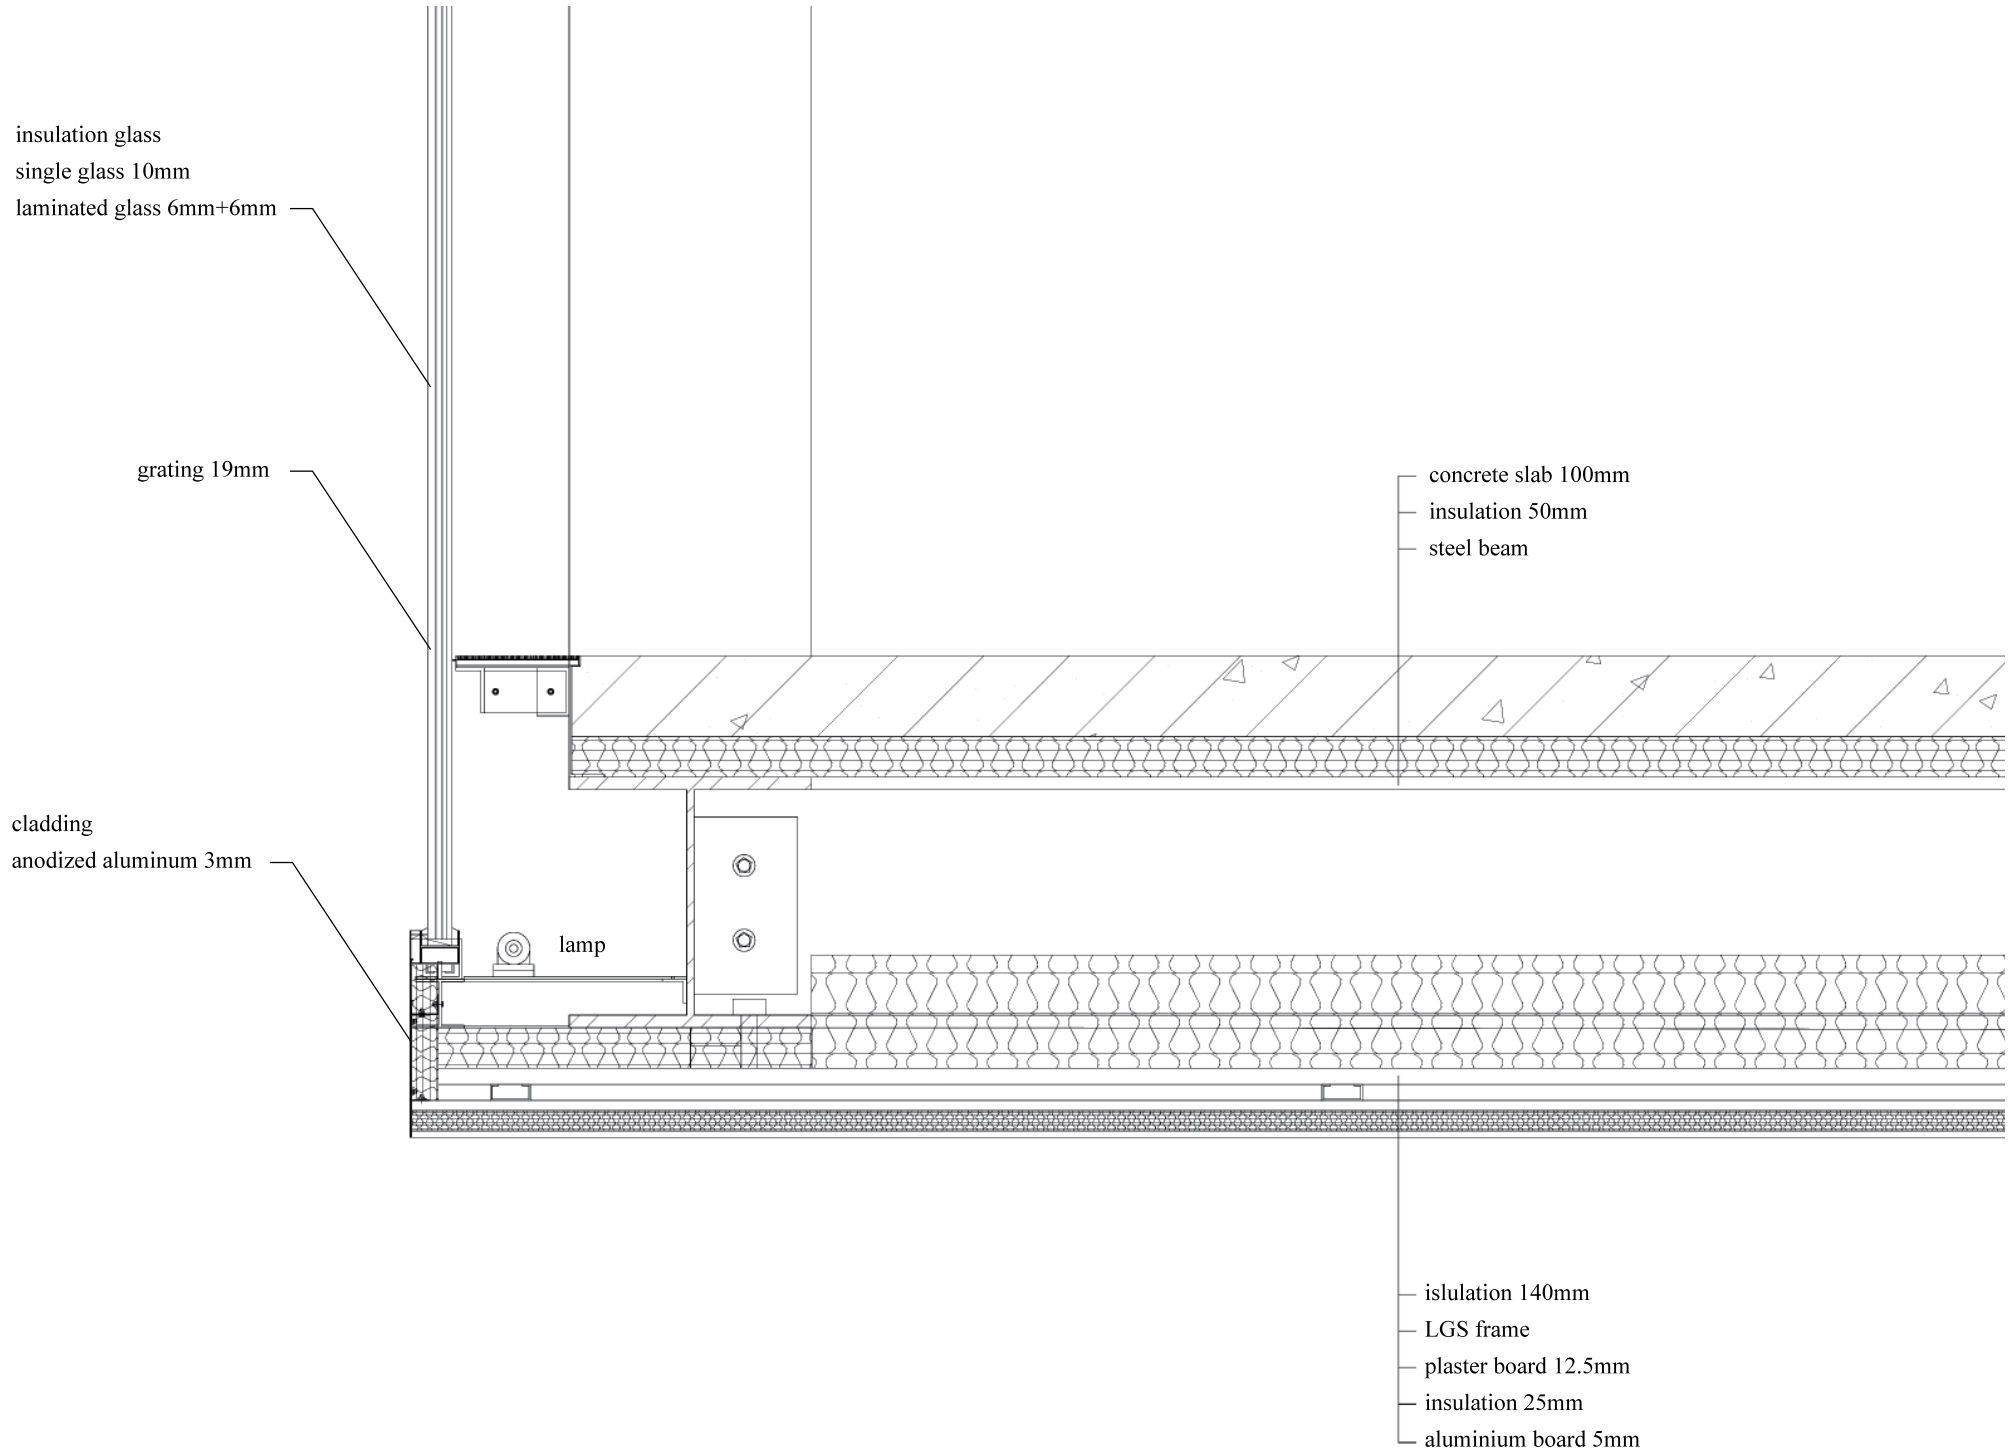 insulation glass
single glass 10mm
laminated glass 6mm+6mm
grating 19mm
concrete slab 100mm
insulation 50mm
steel beam
cladding
anodized aluminum 3mm
lamp
islulation 140mm
LGS frame
plaster board 12.5mm
insulation 25mm
aluminium board 5mm